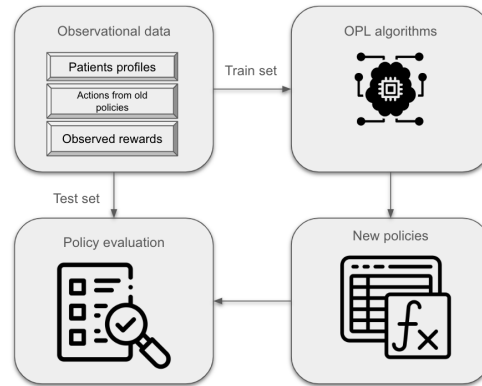 Observational data
Patients profiles
Actions from old
policies
Observed rewards
Train set
OPL algorithms
Test set
Policy evaluation
New policies
fx